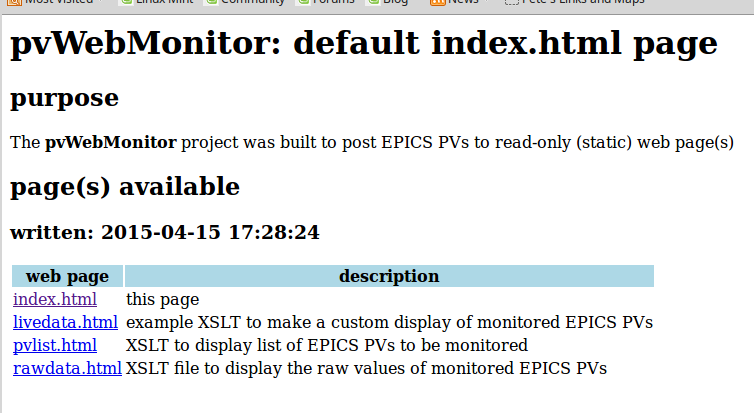 Most Visited Linux Mint Community Forums Blog News Pete's Links and Maps
pvWebMonitor: default index.html page
purpose
The pvWebMonitor project was built to post EPICS PVs to read-only (static) web page(s)
page(s) available
written: 2015-04-15 17:28:24
web page description
index.html this page
livedata.html example XSLT to make a custom display of monitored EPICS PVs
pvlist.html XSLT to display list of EPICS PVs to be monitored
rawdata.html XSLT file to display the raw values of monitored EPICS PVs